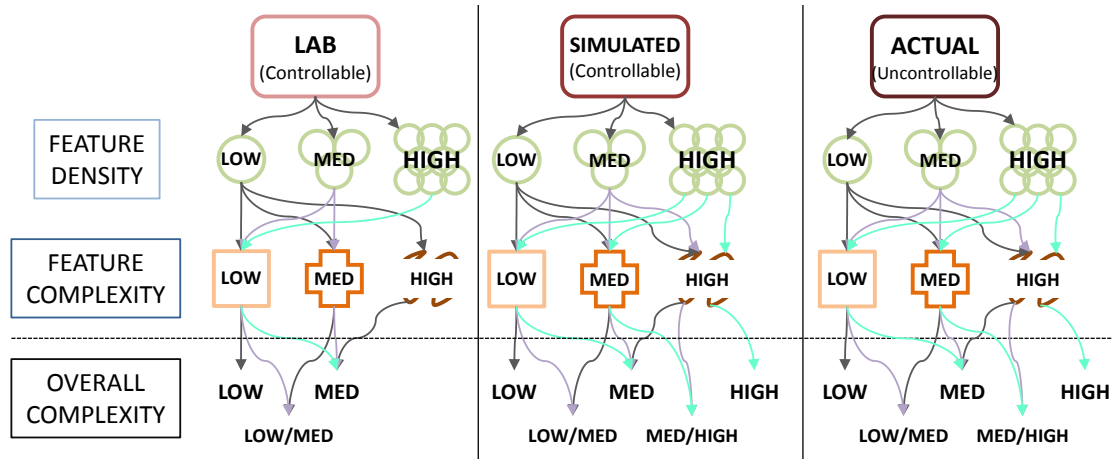 LAB
(Controllable)
SIMULATED
(Controllable)
ACTUAL
(Uncontrollable)
FEATURE
DENSITY
LOW
MED
HIGH
LOW
MED
HIGH
LOW
MED
HIGH
FEATURE
COMPLEXITY
LOW
MED
HIGH
LOW
MED
HIGH
LOW
MED
HIGH
OVERALL
COMPLEXITY
LOW
MED
LOW/MED
LOW
MED
HIGH
LOW/MED
MED/HIGH
LOW
MED
HIGH
LOW/MED
MED/HIGH